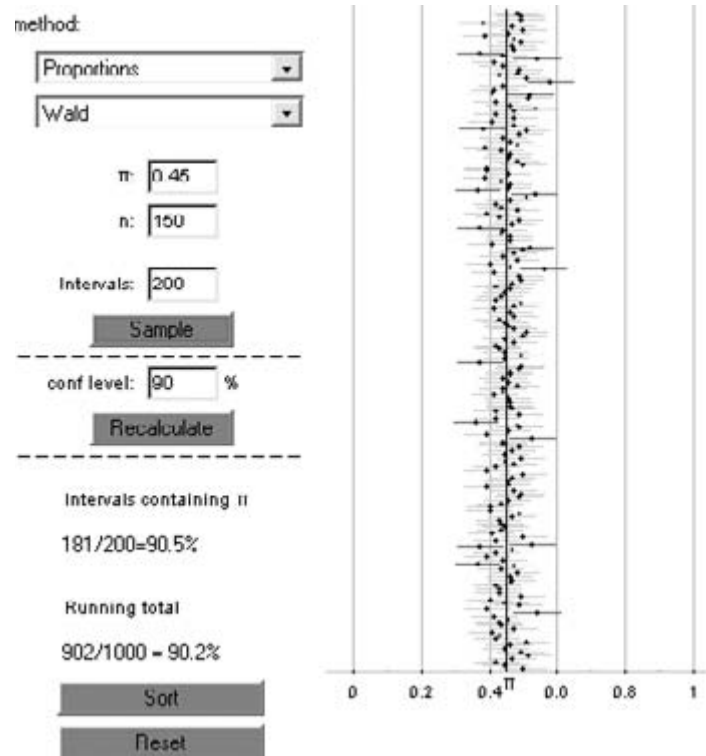 method:
Proportions
Wald
π: 0.45
n: 150
Intervals: 200
Sample
conf level: 90 %
Recalculate
Intervals containing π
181/200=90.5%
Running total
902/1000 = 90.2%
Sort
Reset
0 0.2 0.4 π 0.6 0.8 1